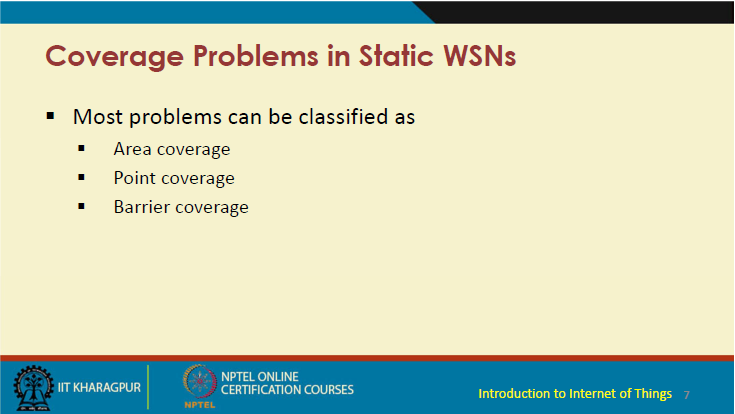 Coverage Problems in Static WSNs
Most problems can be classified as
Area coverage
Point coverage
Barrier coverage
IIT KHARAGPUR
NPTEL
NPTEL ONLINE
CERTIFICATION COURSES
Introduction to Internet of Things 7